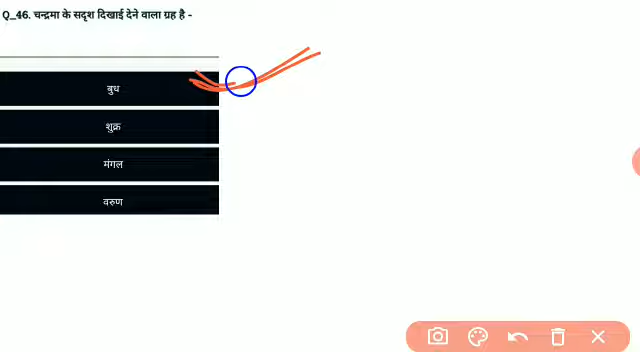 Q_46. चन्द्रमा के सदृश दिखाई देने वाला ग्रह है -
बुध
शुक्र
मंगल
वरुण